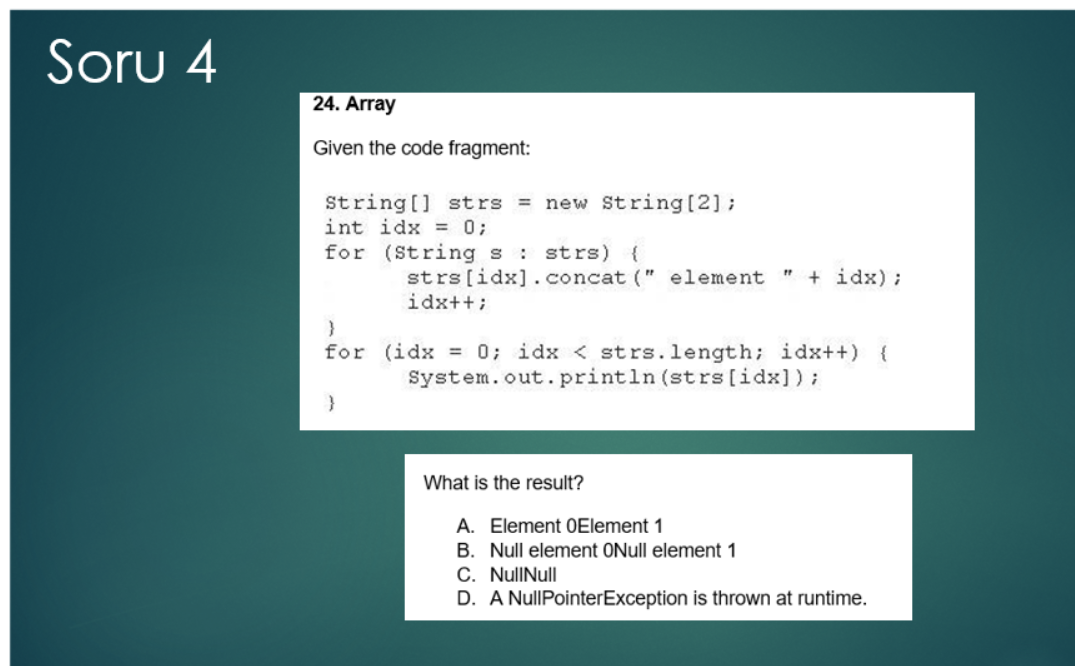 Soru 4
24. Array
Given the code fragment:
String[] strs = new String[2];
int idx = 0;
for (String s : strs) {
strs[idx].concat(" element " + idx);
idx++;
}
for (idx = 0; idx < strs.length; idx++) {
System.out.println(strs[idx]);
}
What is the result?
A. Element 0Element 1
B. Null element 0Null element 1
C. NullNull
D. A NullPointerException is thrown at runtime.